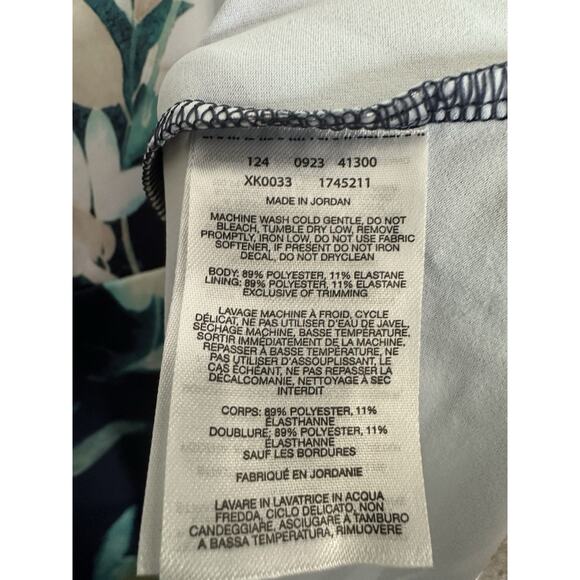 124 0923 41300
XK0033 1745211
MADE IN JORDAN
MACHINE WASH COLD GENTLE, DO NOT
BLEACH, TUMBLE DRY LOW, REMOVE
PROMPTLY, IRON LOW, DO NOT USE FABRIC
SOFTENER, IF PRESENT DO NOT IRON
DECAL, DO NOT DRYCLEAN
BODY: 89% POLYESTER, 11% ELASTANE
LINING: 89% POLYESTER, 11% ELASTANE
EXCLUSIVE OF TRIMMING
LAVAGE MACHINE À FROID, CYCLE
DÉLICAT, NE PAS UTILISER D'EAU DE JAVEL,
SÉCHAGE MACHINE, BASSE TEMPÉRATURE,
SORTIR IMMÉDIATEMENT DE LA MACHINE,
REPASSER À BASSE TEMPÉRATURE, NE
PAS UTILISER D'ASSOUPLISSANT, LE
CAS ÉCHÉANT, NE PAS REPASSER LA
DÉCALCOMANIE, NETTOYAGE À SEC
INTERDIT
CORPS: 89% POLYESTER, 11%
ÉLASTHANNE
DOUBLURE: 89% POLYESTER, 11%
ÉLASTHANNE
SAUF LES BORDURES
FABRIQUÉ EN JORDANIE
LAVARE IN LAVATRICE IN ACQUA
FREDDA, CICLO DELICATO, NON
CANDEGGIARE, ASCIUGARE A TAMBURO
A BASSA TEMPERATURA, RIMUOVERE